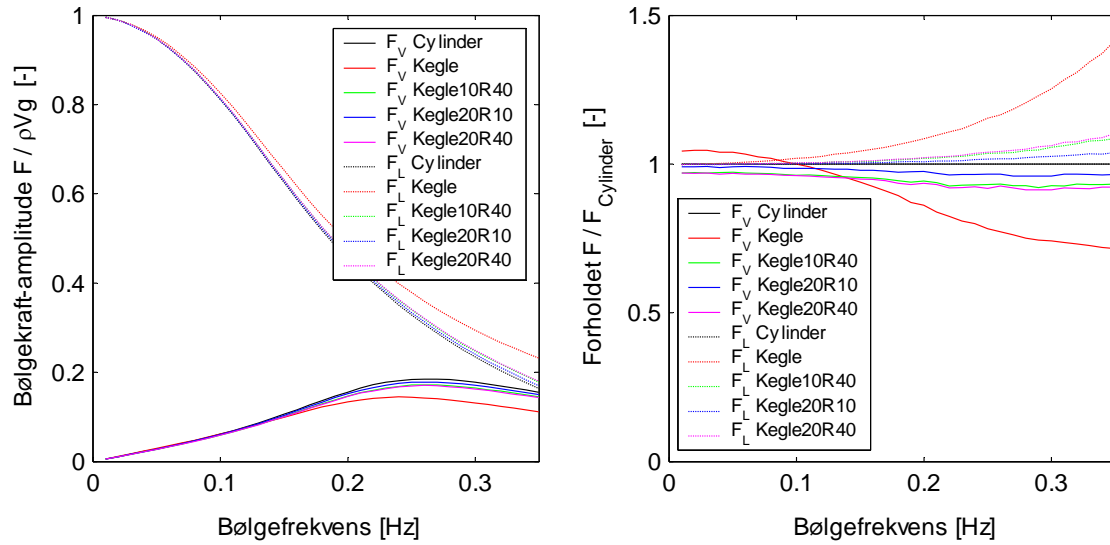 Bølgekraft-amplitude F / ρVg [-]
1
0.8
0.6
0.4
0.2
0
0
0.1
0.2
0.3
Bølgefrekvens [Hz]
F_V Cylinder
F_V Kegle
F_V Kegle10R40
F_V Kegle20R10
F_V Kegle20R40
F_L Cylinder
F_L Kegle
F_L Kegle10R40
F_L Kegle20R10
F_L Kegle20R40
Forholdet F / F_Cylinder [-]
1.5
1
0.5
0
0
0.1
0.2
0.3
Bølgefrekvens [Hz]
F_V Cylinder
F_V Kegle
F_V Kegle10R40
F_V Kegle20R10
F_V Kegle20R40
F_L Cylinder
F_L Kegle
F_L Kegle10R40
F_L Kegle20R10
F_L Kegle20R40